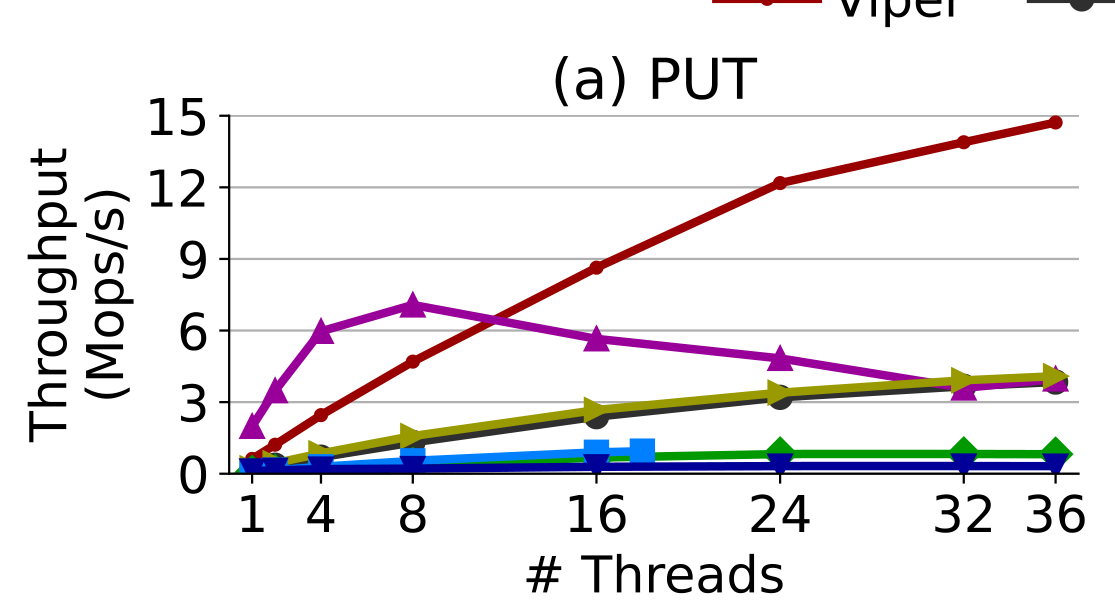 Viper
(a) PUT
Throughput
(Mops/s)
15
12
9
6
3
0
1 4 8 16 24 32 36
# Threads